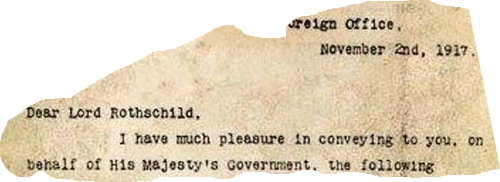 oreign Office,
November 2nd, 1917.
Dear Lord Rothschild,
I have much pleasure in conveying to you, on
behalf of His Majesty's Government, the following